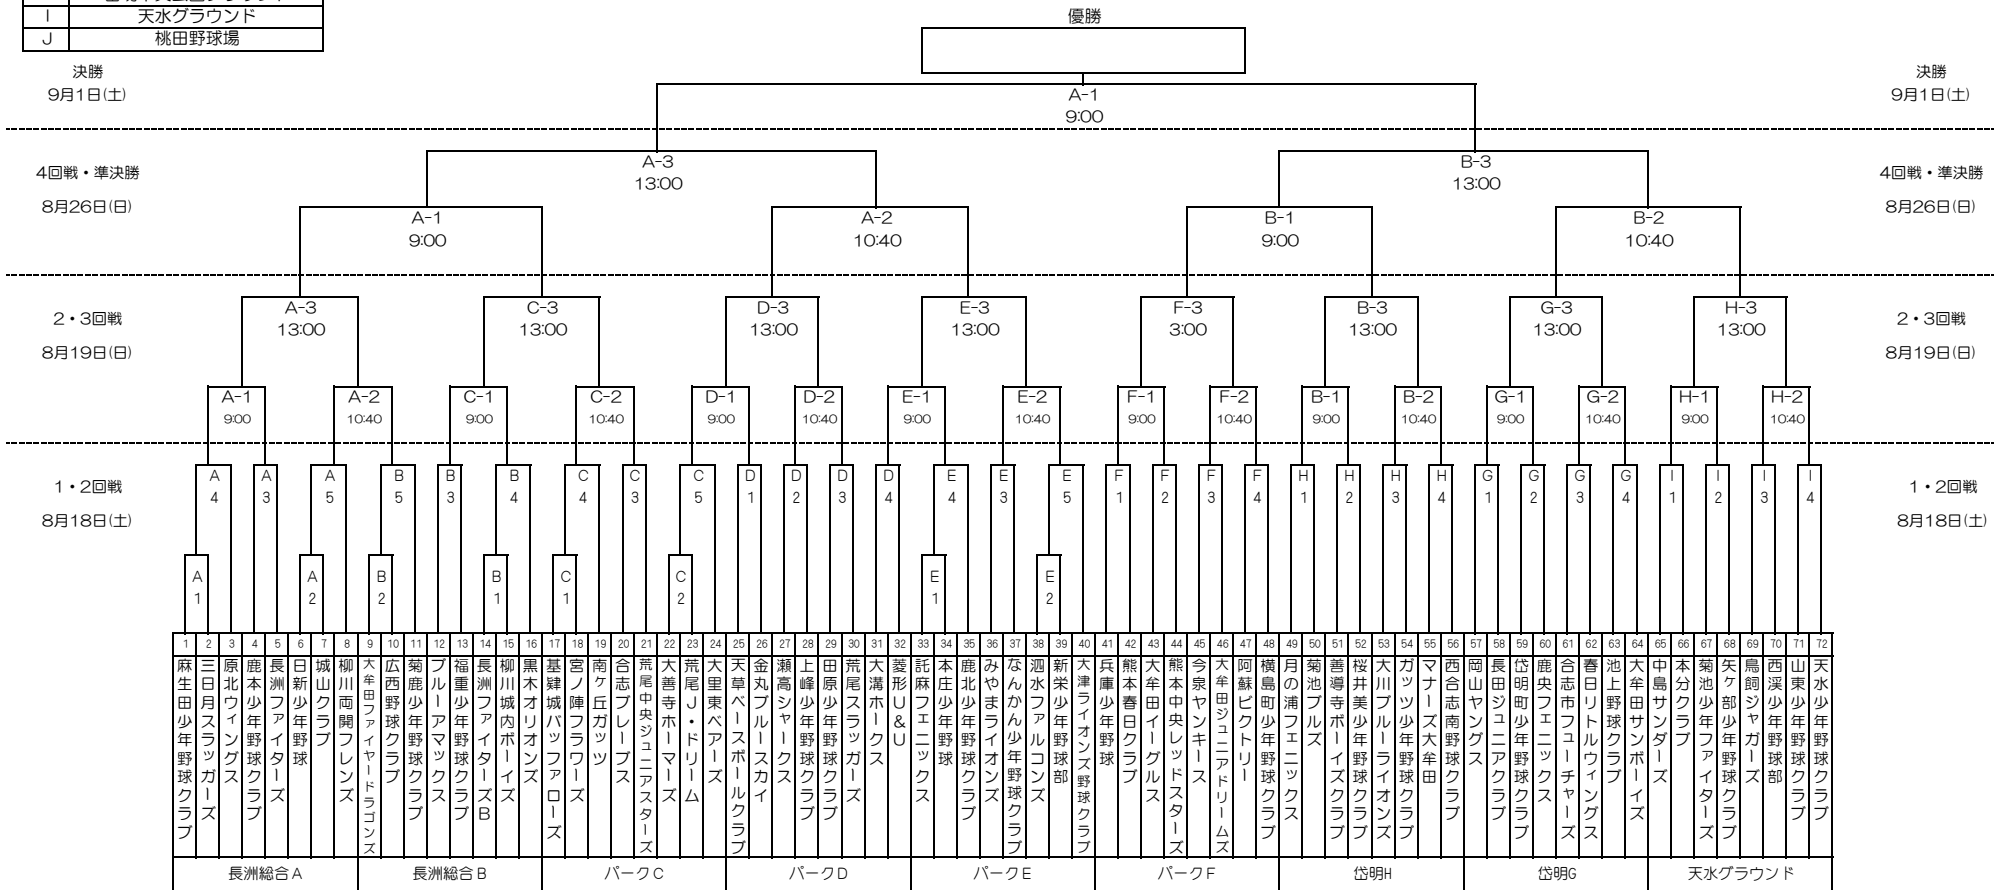 I 天水グラウンド
J 桃田野球場
優勝
決勝
9月1日(土)
A-1
9:00
決勝
9月1日(土)
4回戦・準決勝
8月26日(日)
A-3
13:00
B-3
13:00
4回戦・準決勝
8月26日(日)
A-1
9:00
A-2
10:40
B-1
9:00
B-2
10:40
2・3回戦
8月19日(日)
A-3
13:00
C-3
13:00
D-3
13:00
E-3
13:00
F-3
3:00
B-3
13:00
G-3
13:00
H-3
13:00
2・3回戦
8月19日(日)
A-1
9:00
A-2
10:40
C-1
9:00
C-2
10:40
D-1
9:00
D-2
10:40
E-1
9:00
E-2
10:40
F-1
9:00
F-2
10:40
B-1
9:00
B-2
10:40
G-1
9:00
G-2
10:40
H-1
9:00
H-2
10:40
1・2回戦
8月18日(土)
A4
A3
A5
B5
B3
B4
C4
C3
C5
D1
D2
D3
D4
E4
E3
E5
F1
F2
F3
F4
H1
H2
H3
H4
G1
G2
G3
G4
I1
I2
I3
I4
1・2回戦
8月18日(土)
A1
A2
B2
B1
C1
C2
E1
E2
1 麻生田少年野球クラブ
2 三日月スラッガーズ
3 原北ウィングス
4 鹿本少年野球クラブ
5 長洲ファイターズ
6 日新少年野球
7 城山クラブ
8 柳川両開フレンズ
9 大牟田ファイヤードラゴンズ
10 広西野球クラブ
11 菊鹿少年野球クラブ
12 ブルーアマックス
13 福重少年野球クラブ
14 長洲ファイターズB
15 柳川城内ボーイズ
16 黒木オリオンズ
17 基肄城バッファローズ
18 宮ノ陣フラワーズ
19 南ケ丘ガッツ
20 合志ブレーブス
21 荒尾中央ジュニアスターズ
22 大善寺ホーマーズ
23 荒尾J・ドリーム
24 大里東ベアーズ
25 天草ベースボールクラブ
26 金丸ブルースカイ
27 瀬高シャークス
28 上峰少年野球クラブ
29 田原少年野球クラブ
30 荒尾スラッガーズ
31 大溝ホークス
32 菱形U&U
33 託麻フェニックス
34 本庄少年野球
35 鹿北少年野球クラブ
36 みやまライオンズ
37 なんかん少年野球クラブ
38 泗水ファルコンズ
39 新栄少年野球部
40 大津ライオンズ野球クラブ
41 兵庫少年野球
42 熊本春日クラブ
43 大牟田イーグルス
44 熊本中央レッドスターズ
45 今泉ヤンキース
46 大牟田ジュニアドリームズ
47 阿蘇ビクトリー
48 横島町少年野球クラブ
49 月の浦フェニックス
50 菊池ブルズ
51 善導寺ボーイズクラブ
52 桜井美少年野球クラブ
53 大川ブルーライオンズ
54 ガッツ少年野球クラブ
55 マナーズ大牟田
56 西合志南野球クラブ
57 岡山ヤングス
58 長田ジュニアクラブ
59 岱明町少年野球クラブ
60 鹿央フェニックス
61 合志市フューチャーズ
62 春日リトルウィングス
63 池上野球クラブ
64 大牟田サンボーイズ
65 中島サンダーズ
66 本分クラブ
67 菊池少年ファイターズ
68 矢ケ部少年野球クラブ
69 鳥飼ジャガーズ
70 西渓少年野球部
71 山東少年野球クラブ
72 天水少年野球クラブ
長洲総合A
長洲総合B
パークC
パークD
パークE
パークF
岱明H
岱明G
天水グラウンド